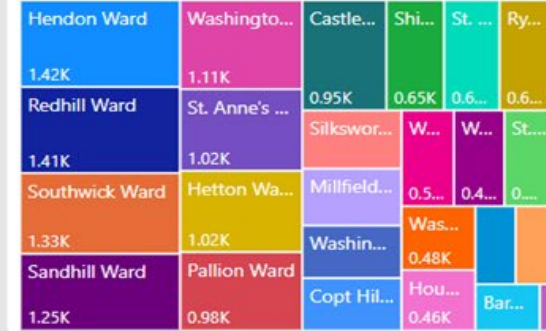 Hendon Ward
1.42K
Redhill Ward
1.41K
Southwick Ward
1.33K
Sandhill Ward
1.25K
Washingto...
1.11K
St. Anne's ...
1.02K
Hetton Wa...
1.02K
Pallion Ward
0.98K
Castle...
0.95K
Shi...
0.65K
St. ...
0.6...
Ry...
0.6...
Silkswor...
Millfield...
Washin...
Copt Hil...
W...
0.5...
W...
0.4...
St....
0....
Was...
0.48K
Hou...
0.46K
Bar...